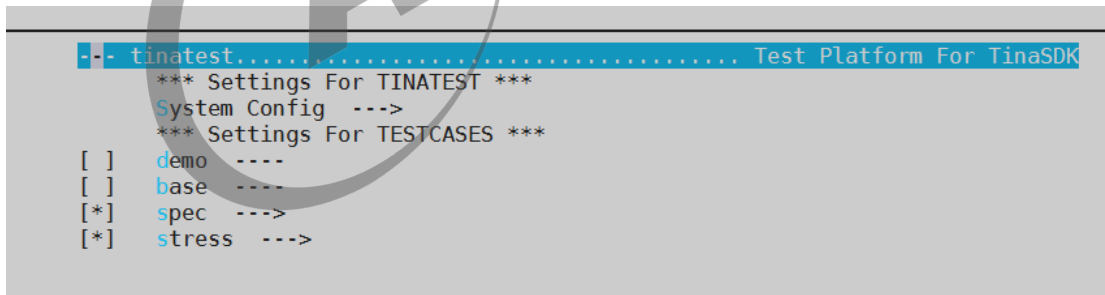 --- tinatest....................................... Test Platform For TinaSDK
*** Settings For TINATEST ***
System Config --->
*** Settings For TESTCASES ***
[ ] demo ----
[ ] base ----
[*] spec --->
[*] stress --->